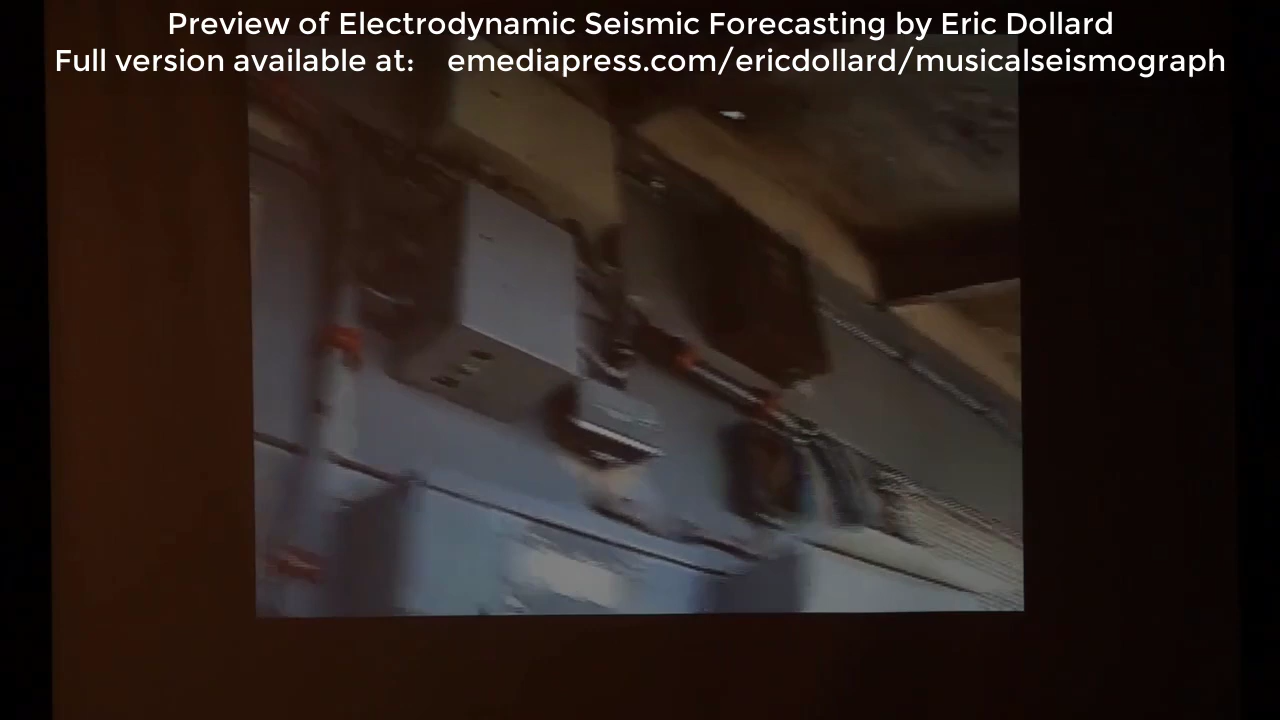 Preview of Electrodynamic Seismic Forecasting by Eric Dollard
Full version available at: emediapress.com/ericdollard/musicalseismograph